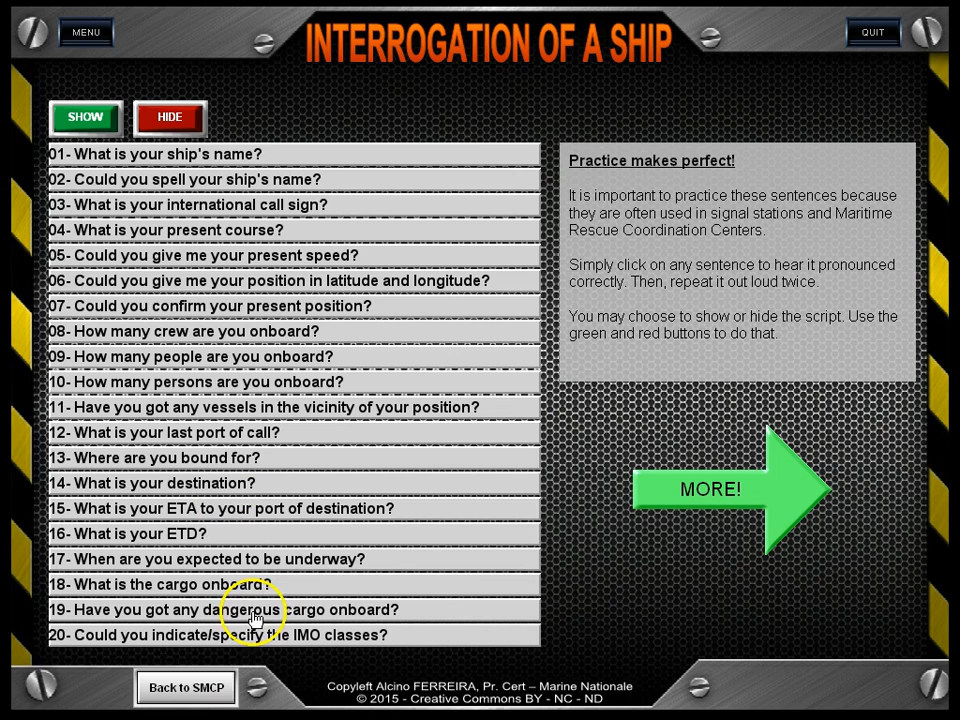 MENU
INTERROGATION OF A SHIP
QUIT
SHOW
HIDE
01- What is your ship's name?
02- Could you spell your ship's name?
03- What is your international call sign?
04- What is your present course?
05- Could you give me your present speed?
06- Could you give me your position in latitude and longitude?
07- Could you confirm your present position?
08- How many crew are you onboard?
09- How many people are you onboard?
10- How many persons are you onboard?
11- Have you got any vessels in the vicinity of your position?
12- What is your last port of call?
13- Where are you bound for?
14- What is your destination?
15- What is your ETA to your port of destination?
16- What is your ETD?
17- When are you expected to be underway?
18- What is the cargo onboard?
19- Have you got any dangerous cargo onboard?
20- Could you indicate/specify the IMO classes?
Practice makes perfect!
It is important to practice these sentences because
they are often used in signal stations and Maritime
Rescue Coordination Centers.
Simply click on any sentence to hear it pronounced
correctly. Then, repeat it out loud twice.
You may choose to show or hide the script. Use the
green and red buttons to do that.
MORE!
Back to SMCP
Copyleft Alcino FERREIRA, Pr. Cert – Marine Nationale
© 2015 - Creative Commons BY - NC - ND